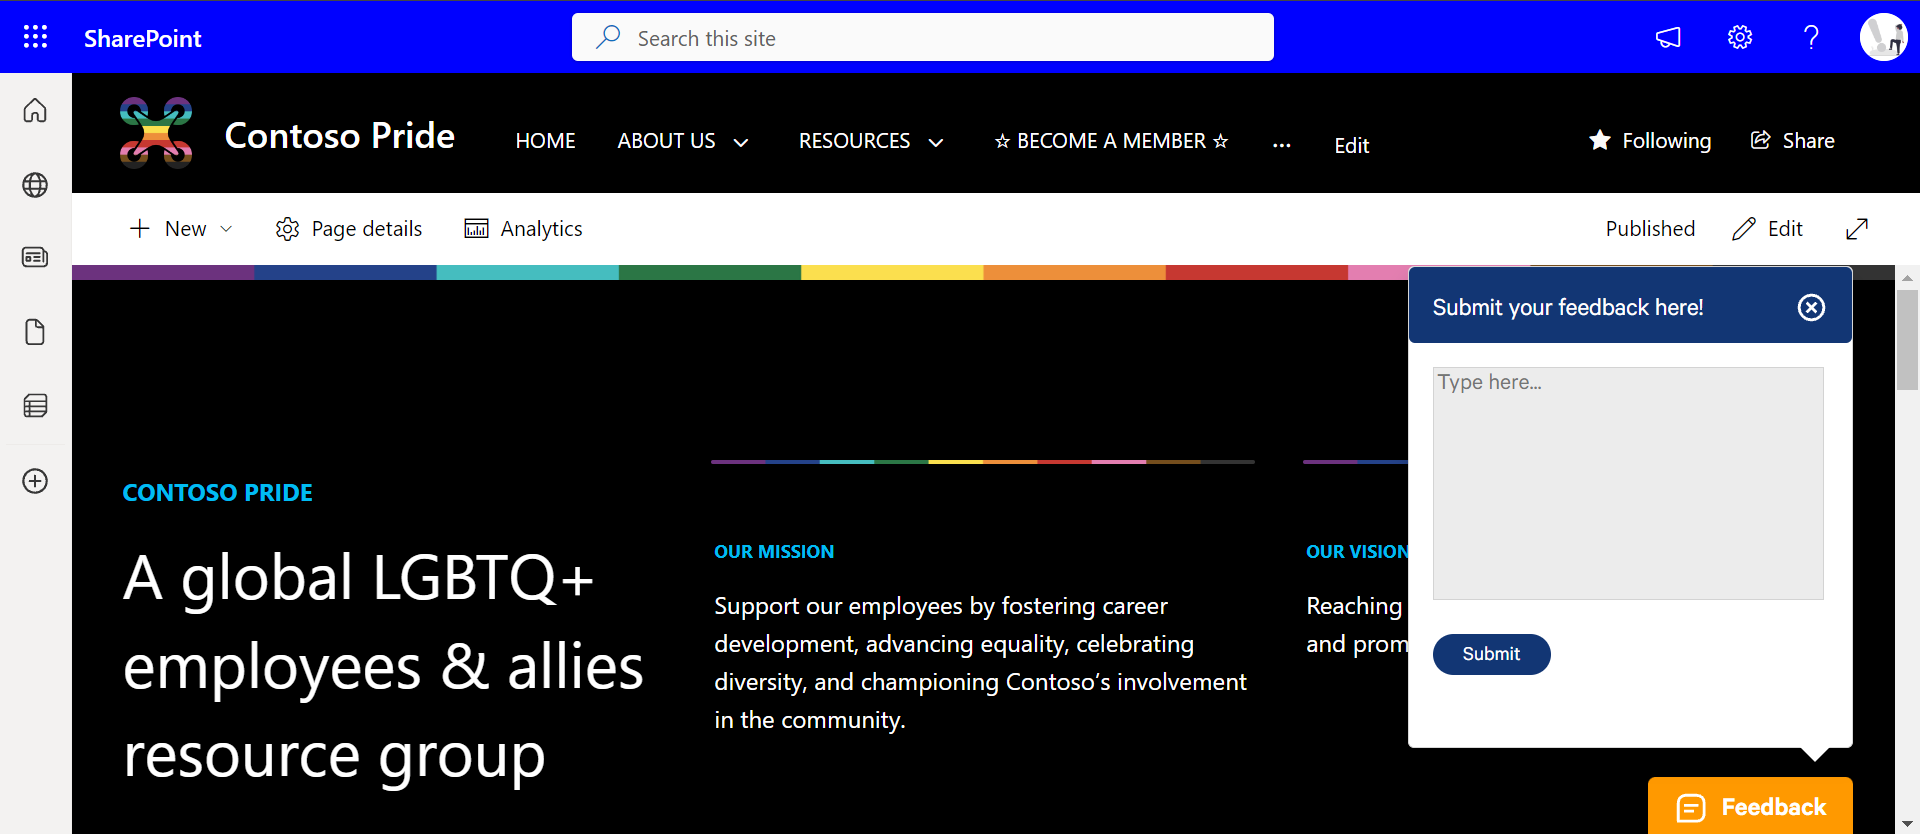 SharePoint
Search this site
Contoso Pride
HOME
ABOUT US
RESOURCES
☆ BECOME A MEMBER ☆
...
Edit
Following
Share
New
Page details
Analytics
Published
Edit
Submit your feedback here!
Type here...
Submit
CONTOSO PRIDE
A global LGBTQ+
employees & allies
resource group
OUR MISSION
Support our employees by fostering career
development, advancing equality, celebrating
diversity, and championing Contoso’s involvement
in the community.
OUR VISION
Reaching
and prom
Feedback